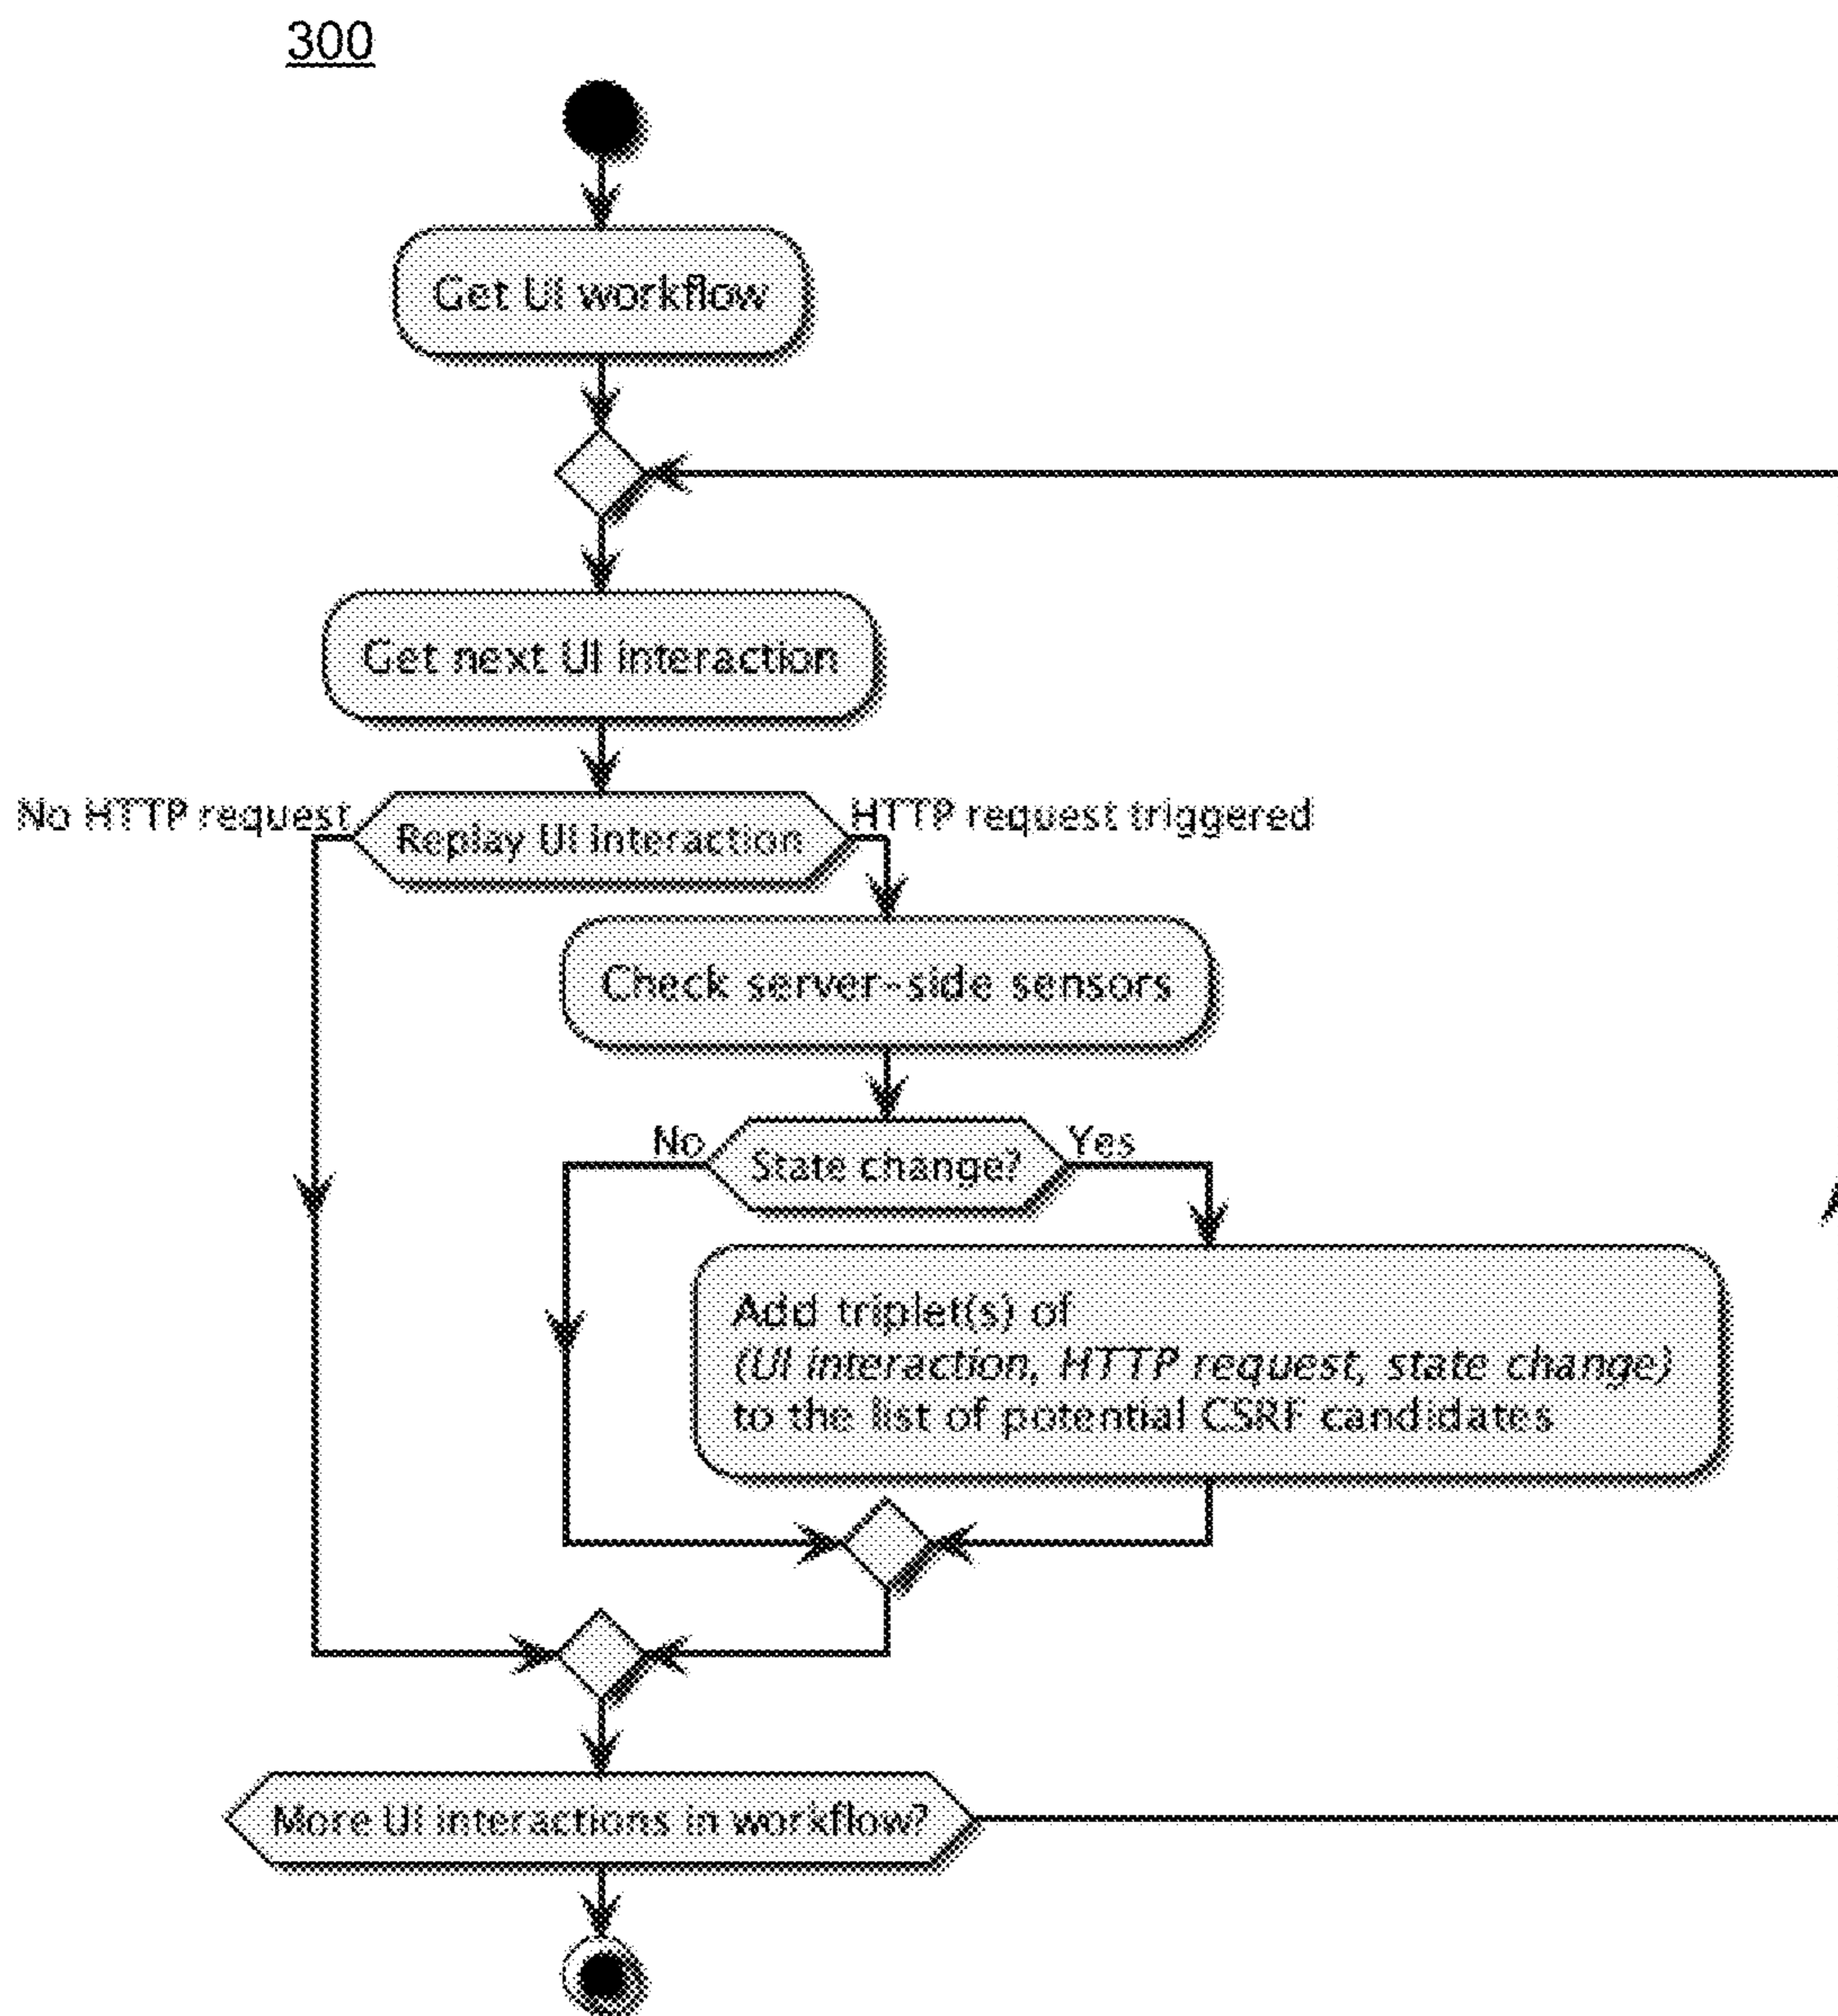 300
Get UI workflow
Get next UI interaction
No HTTP request
Replay UI interaction
HTTP request triggered
Check server-side sensors
No
State change?
Yes
Add triplet(s) of
(UI interaction, HTTP request, state change)
to the list of potential CSRF candidates
More UI interactions in workflow?